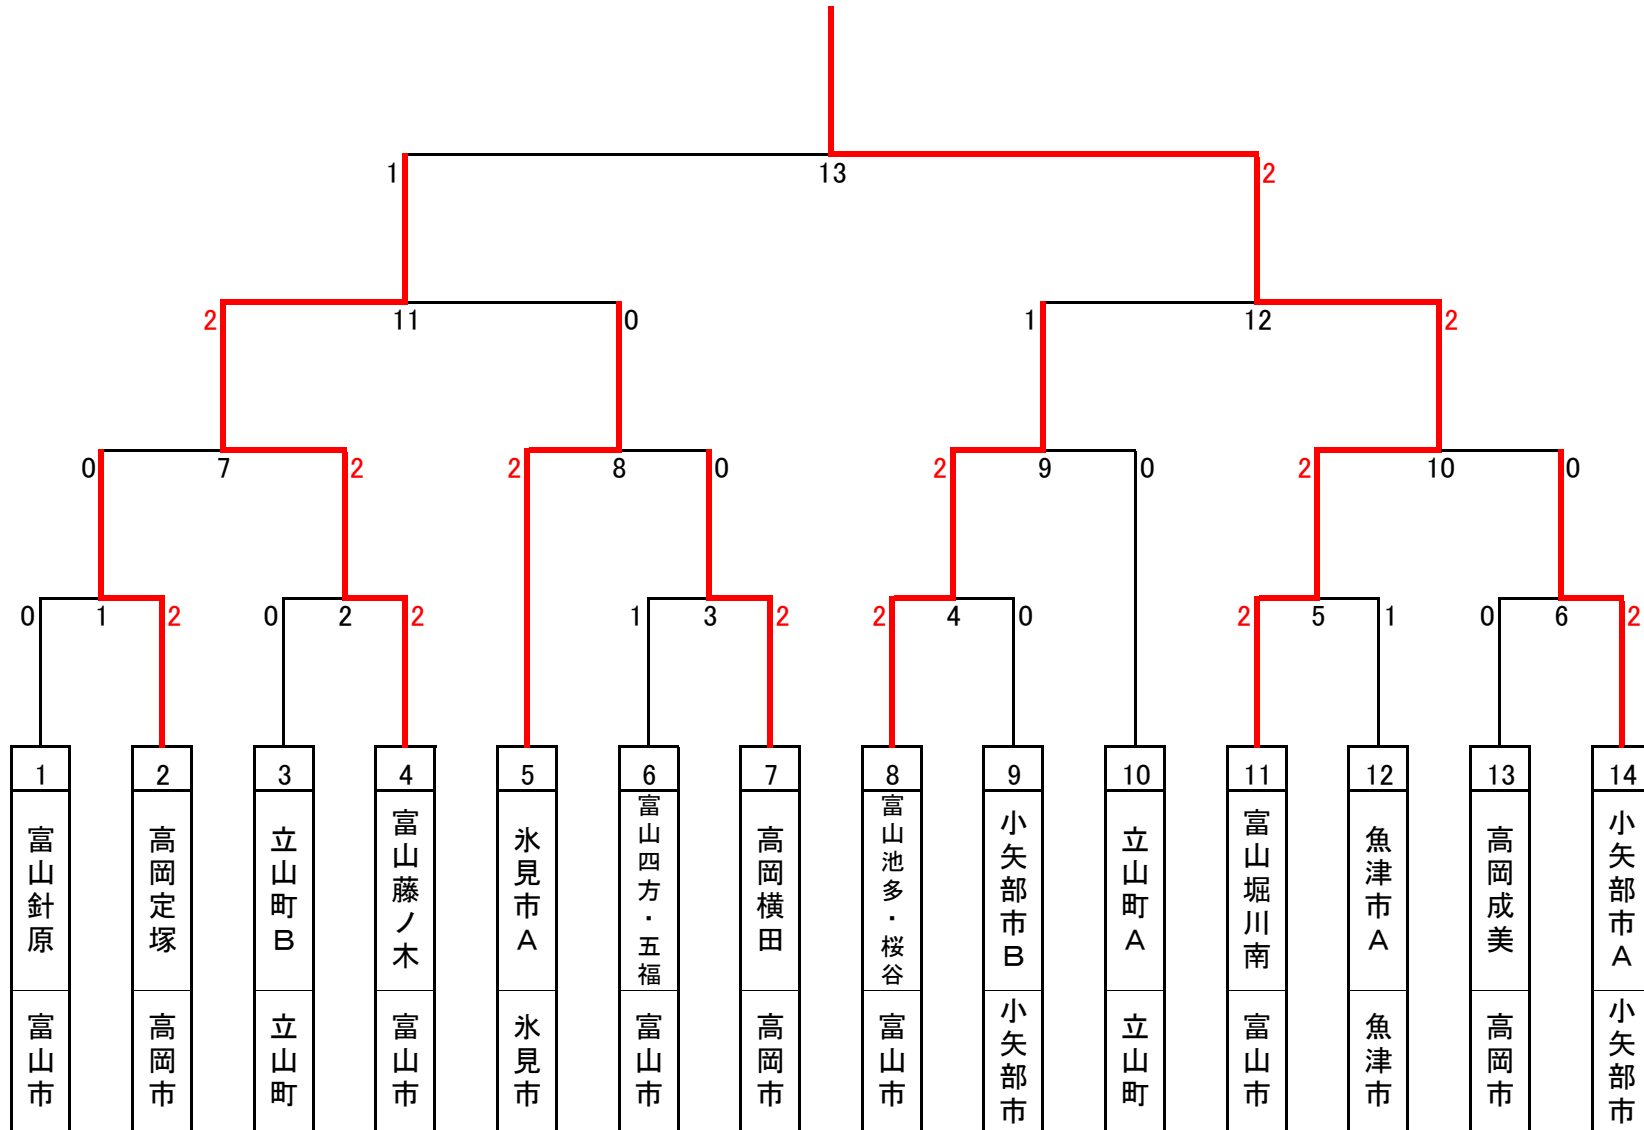 1 13 2
2 11 0 1 12 2
0 7 2 2 8 0 2 9 0 2 10 0
0 1 2 0 2 2 1 3 2 2 4 0 2 5 1 0 6 2
1 2 3 4 5 6 7 8 9 10 11 12 13 14
富山針原
高岡定塚
立山町B
富山藤ノ木
氷見市A
富山四方・五福
高岡横田
富山池多・桜谷
小矢部市B
立山町A
富山堀川南
魚津市A
高岡成美
小矢部市A
富山市
高岡市
立山町
富山市
氷見市
富山市
高岡市
富山市
小矢部市
立山町
富山市
魚津市
高岡市
小矢部市